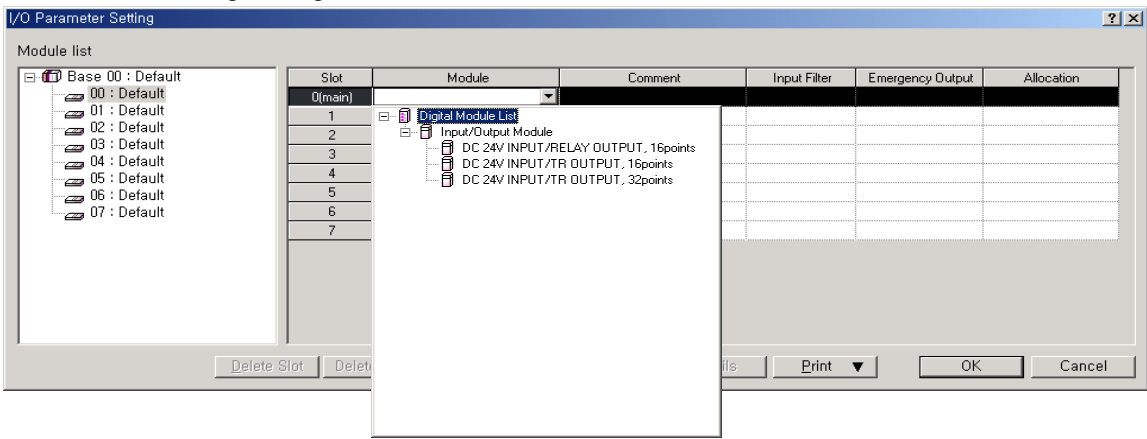 I/O Parameter Setting
Module list
Base 00 : Default
00 : Default
01 : Default
02 : Default
03 : Default
04 : Default
05 : Default
06 : Default
07 : Default
Slot Module Comment Input Filter Emergency Output Allocation
0(main)
1
2
3
4
5
6
7
Digital Module List
Input/Output Module
DC 24V INPUT/RELAY OUTPUT, 16points
DC 24V INPUT/TR OUTPUT, 16points
DC 24V INPUT/TR OUTPUT, 32points
Delete Slot Print OK Cancel